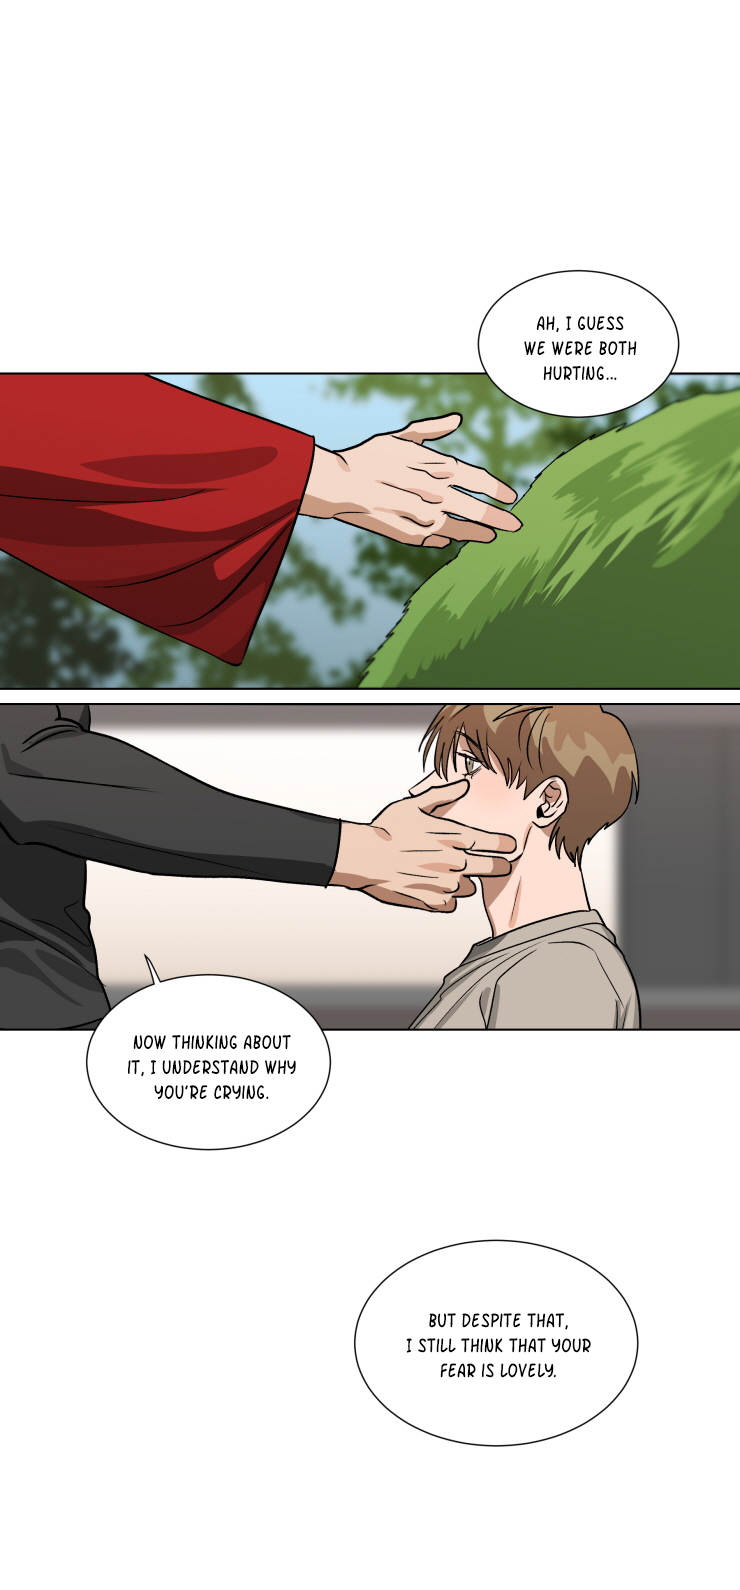 AH, I GUESS
WE WERE BOTH
HURTING...
NOW THINKING ABOUT
IT, I UNDERSTAND WHY
YOU'RE CRYING.
BUT DESPITE THAT,
I STILL THINK THAT YOUR
FEAR IS LOVELY.